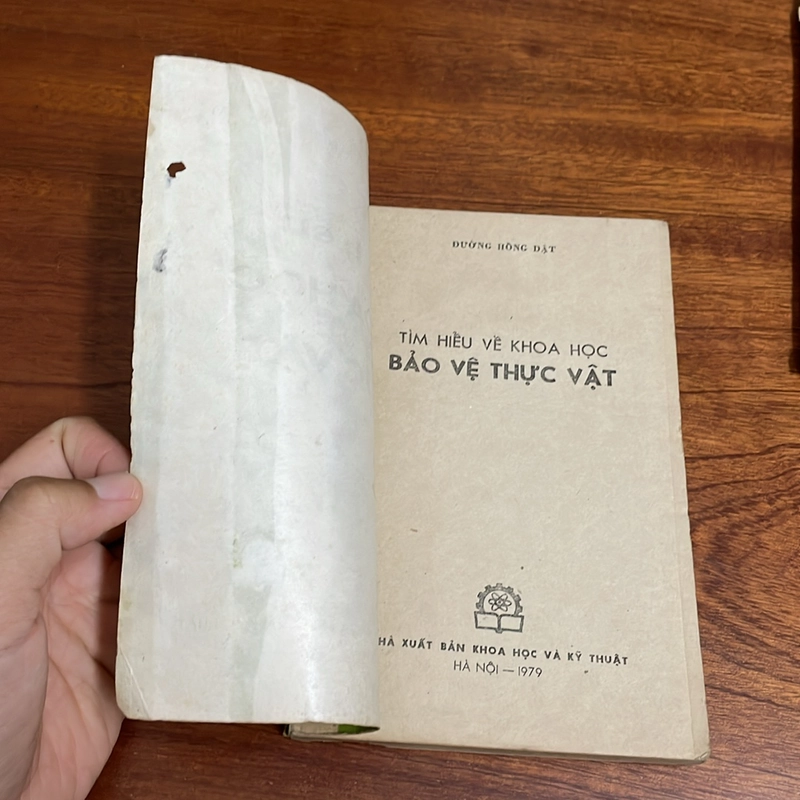 ĐƯỜNG HỒNG DẬT
TÌM HIỂU VỀ KHOA HỌC
BẢO VỆ THỰC VẬT
HÀ XUẤT BẢN KHOA HỌC VÀ KỸ THUẬT
HÀ NỘI — 1979